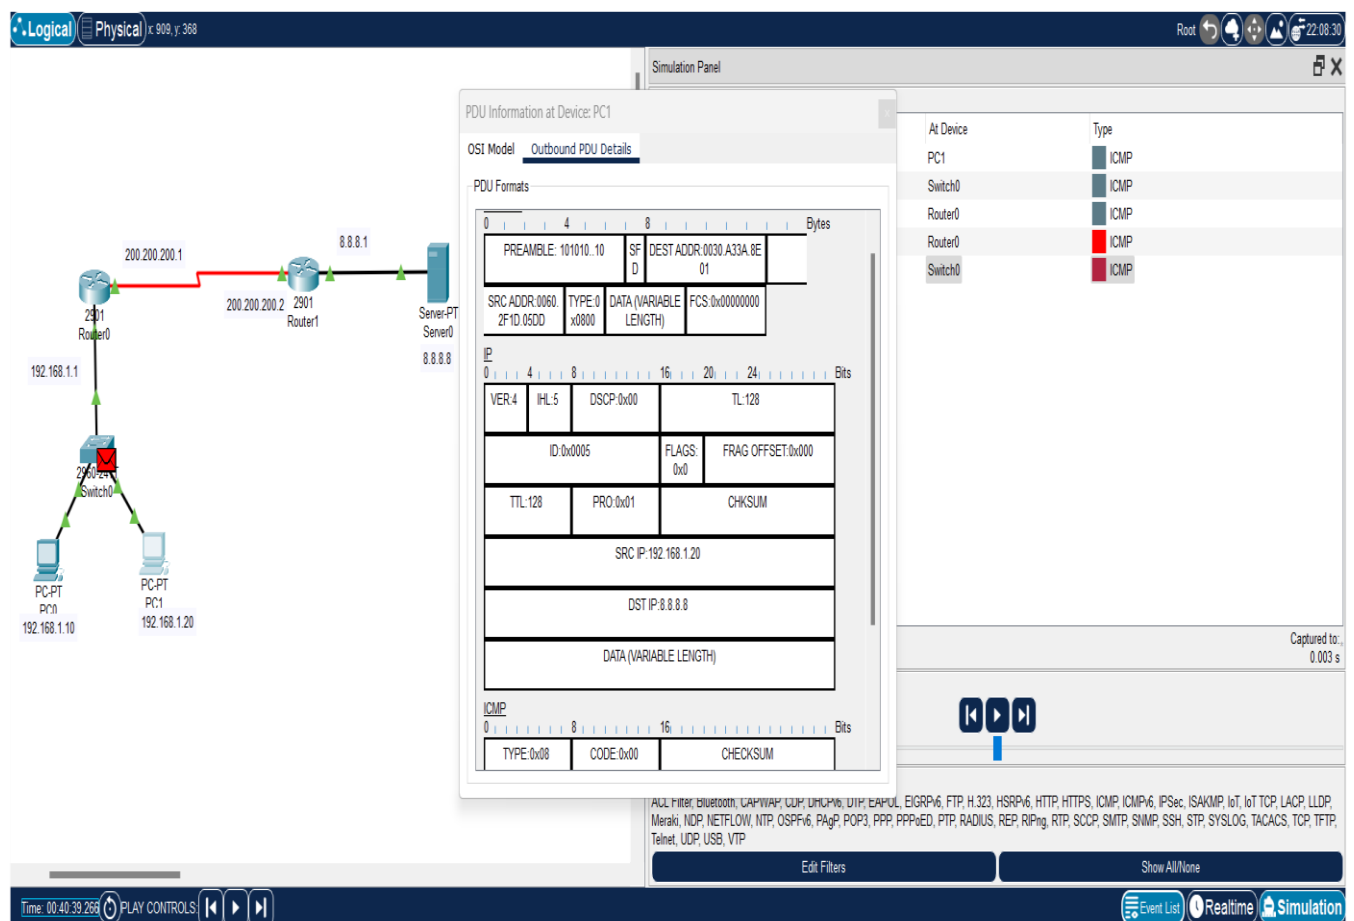 Logical Physical x: 909, y: 368 Root 22:08:30
Simulation Panel
PDU Information at Device: PC1
OSI Model Outbound PDU Details
PDU Formats
0 4 8 Bytes
PREAMBLE: 101010..10 SF D DEST ADDR:0030.A33A.8E 01
SRC ADDR:0060. 2F1D.05DD TYPE:0 x0800 DATA (VARIABLE LENGTH) FCS:0x00000000
IP
0 4 8 16 20 24 Bits
VER:4 IHL:5 DSCP:0x00 TL:128
ID:0x0005 FLAGS: 0x0 FRAG OFFSET:0x000
TTL:128 PRO:0x01 CHKSUM
SRC IP:192.168.1.20
DST IP:8.8.8.8
DATA (VARIABLE LENGTH)
ICMP
0 8 16 Bits
TYPE:0x08 CODE:0x00 CHECKSUM
At Device Type
PC1 ICMP
Switch0 ICMP
Router0 ICMP
Router0 ICMP
Switch0 ICMP
200.200.200.1
8.8.8.1
2901
Router0
200.200.200.2
2901
Router1
Server-PT
Server0
8.8.8.8
192.168.1.1
Switch0
PC-PT
PC0
192.168.1.10
PC-PT
PC1
192.168.1.20
Captured to:
0.003 s
ACL Filter, Bluetooth, CAPWAP, CDP, DHCPv6, DTP, EAPOL, EIGRPv6, FTP, H.323, HSRPv6, HTTP, HTTPS, ICMP, ICMPv6, IPSec, ISAKMP, IoT, IoT TCP, LACP, LLDP,
Meraki, NDP, NETFLOW, NTP, OSPFv6, PAgP, POP3, PPP, PPPoED, PTP, RADIUS, REP, RIPng, RTP, SCCP, SMTP, SNMP, SSH, STP, SYSLOG, TACACS, TCP, TFTP,
Telnet, UDP, USB, VTP
Edit Filters Show All/None
Time: 00:40:39.266 PLAY CONTROLS: Event List Realtime Simulation